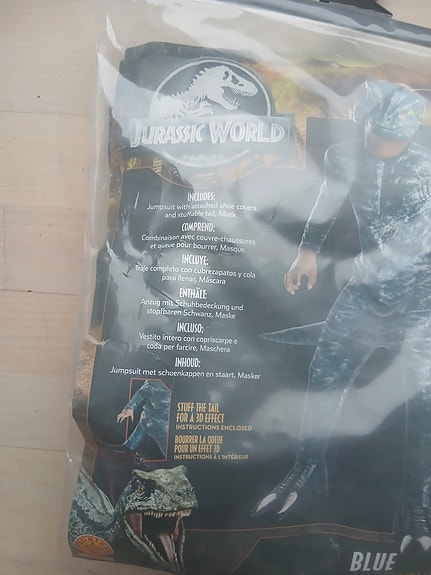 JURASSIC WORLD
INCLUDES:
Jumpsuit with attached shoe covers
and stuffable tail, Mask
COMPREND:
Combinaison avec couvre-chaussures
et queue pour bourrer, Masque
INCLUYE:
Traje completo con cubrezapatos y cola
para llenar, Máscara
ENTHÄLT:
Anzug mit Schuhbedeckung und
stopfbaren Schwanz, Maske
INCLUSO:
Vestito intero con copriscarpe e
coda per farcire, Maschera
INHOUD:
Jumpsuit met schoenkappen en staart, Masker
STUFF THE TAIL
FOR A 3D EFFECT
INSTRUCTIONS ENCLOSED
BOURRER LA QUEUE
POUR UN EFFET 3D
INSTRUCTIONS À L'INTÉRIEUR
BLUE